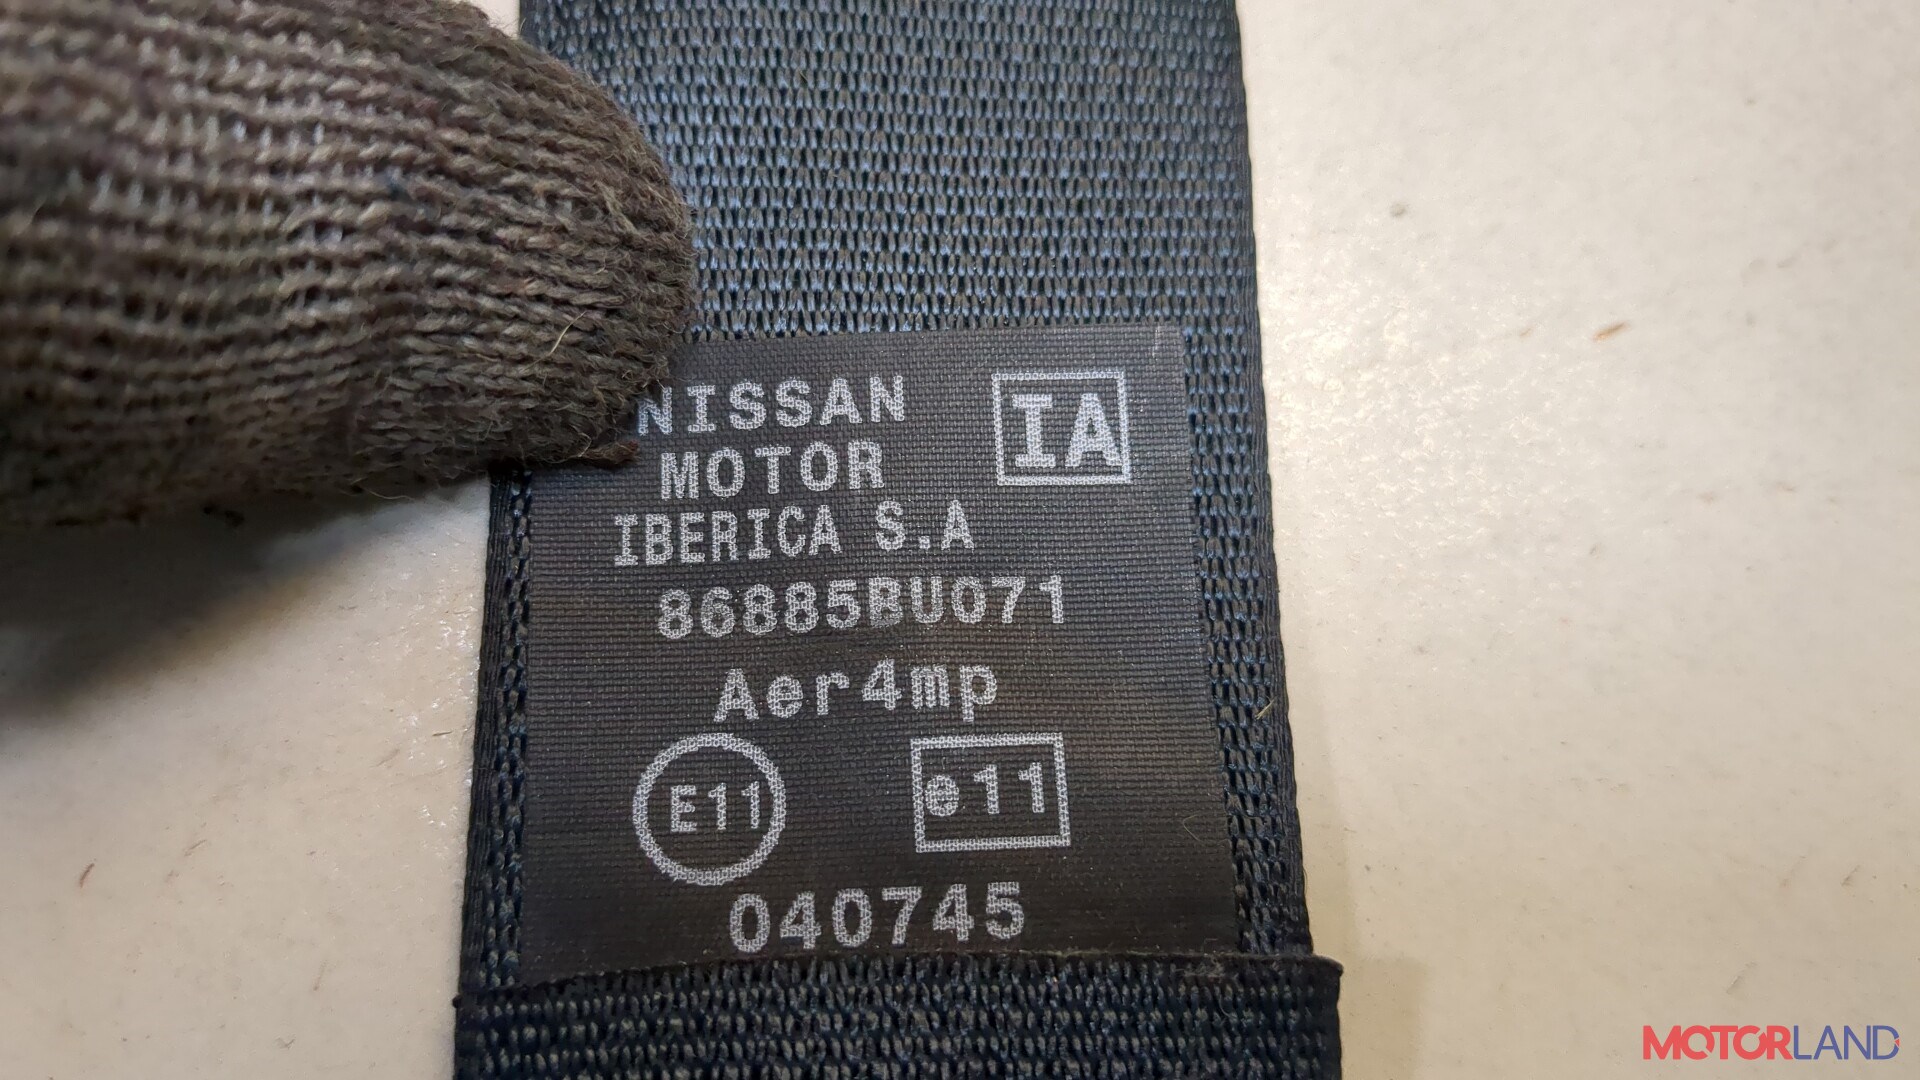 NISSAN
MOTOR
IBERICA S.A
IA
86885BU071
Aer4mp
E11
e11
040745
MOTORLAND